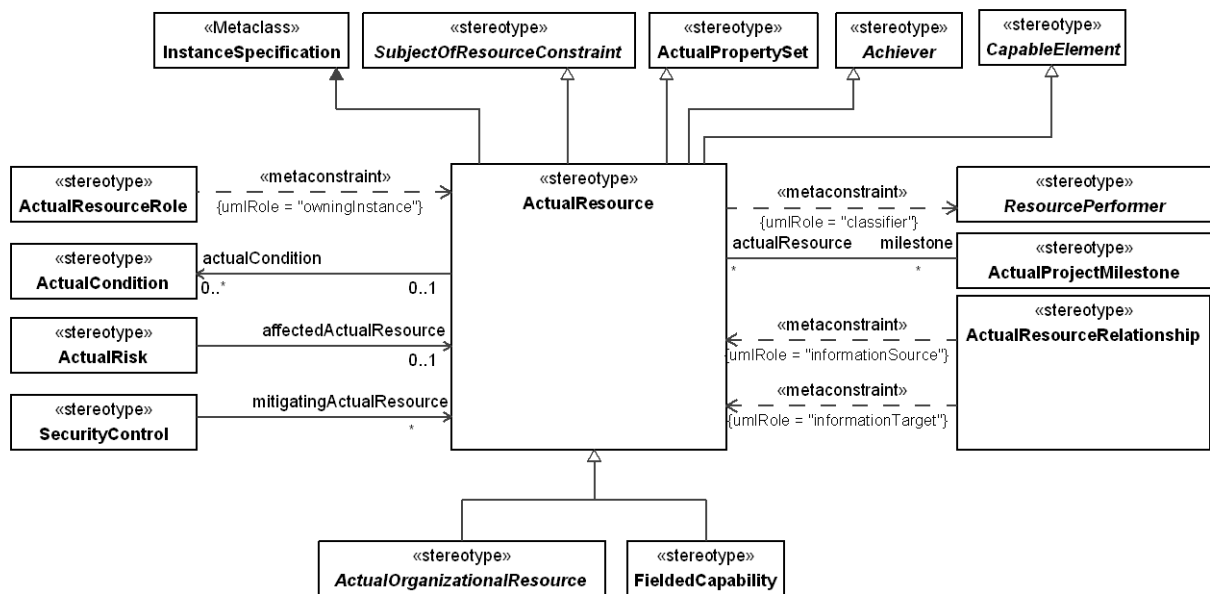 «Metaclass»
InstanceSpecification
«stereotype»
SubjectOfResourceConstraint
«stereotype»
ActualPropertySet
«stereotype»
Achiever
«stereotype»
CapableElement
«stereotype»
ActualResourceRole
«metaconstraint»
{umlRole = "owningInstance"}
«stereotype»
ActualResource
«metaconstraint»
{umlRole = "classifier"}
«stereotype»
ResourcePerformer
«stereotype»
ActualCondition
actualCondition
0..*
0..1
actualResource
milestone
*
*
«stereotype»
ActualProjectMilestone
«stereotype»
ActualRisk
affectedActualResource
0..1
«metaconstraint»
{umlRole = "informationSource"}
«stereotype»
ActualResourceRelationship
«stereotype»
SecurityControl
mitigatingActualResource
*
«metaconstraint»
{umlRole = "informationTarget"}
«stereotype»
ActualOrganizationalResource
«stereotype»
FieldedCapability